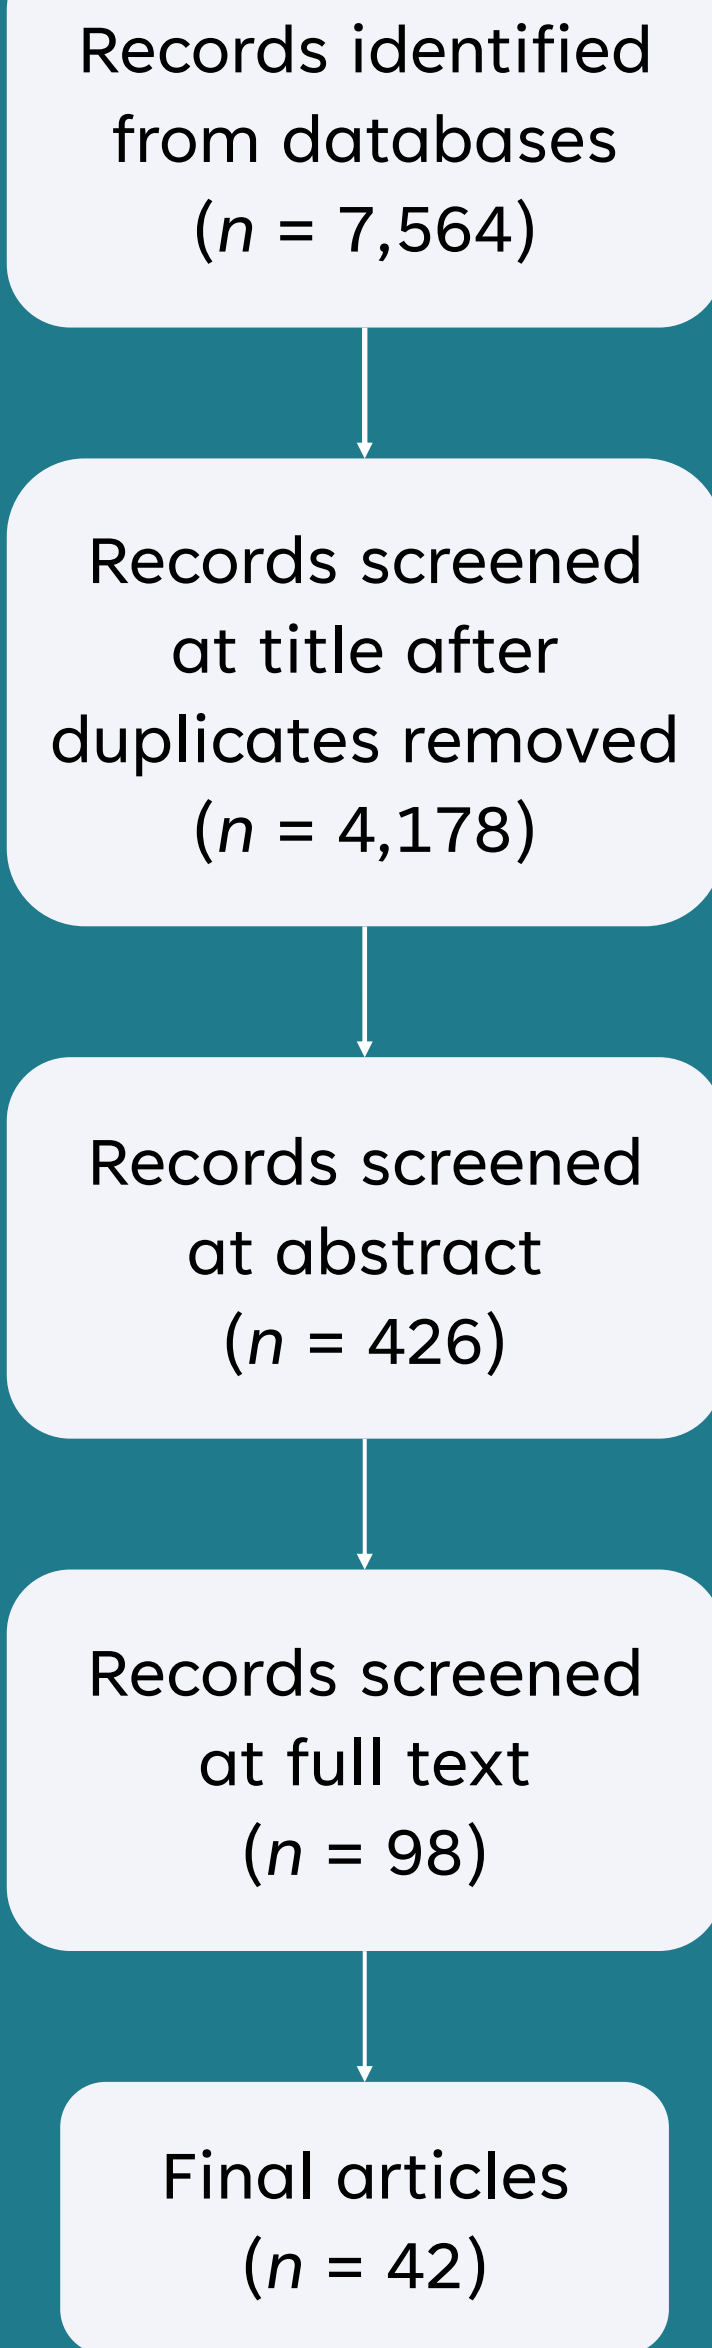 Records identified
from databases
(n = 7,564)
Records screened
at title after
duplicates removed
(n = 4,178)
Records screened
at abstract
(n = 426)
Records screened
at full text
(n = 98)
Final articles
(n = 42)